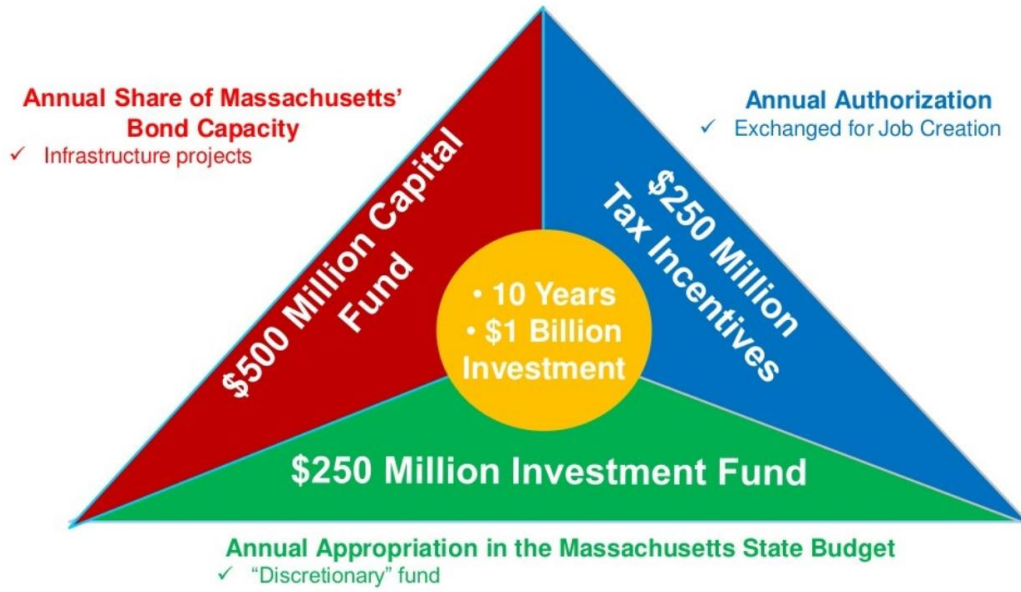 Annual Share of Massachusetts'
Bond Capacity
✓ Infrastructure projects
Annual Authorization
✓ Exchanged for Job Creation
$500 Million Capital
Fund
$250 Million
Tax Incentives
• 10 Years
• $1 Billion
Investment
$250 Million Investment Fund
Annual Appropriation in the Massachusetts State Budget
✓ “Discretionary” fund